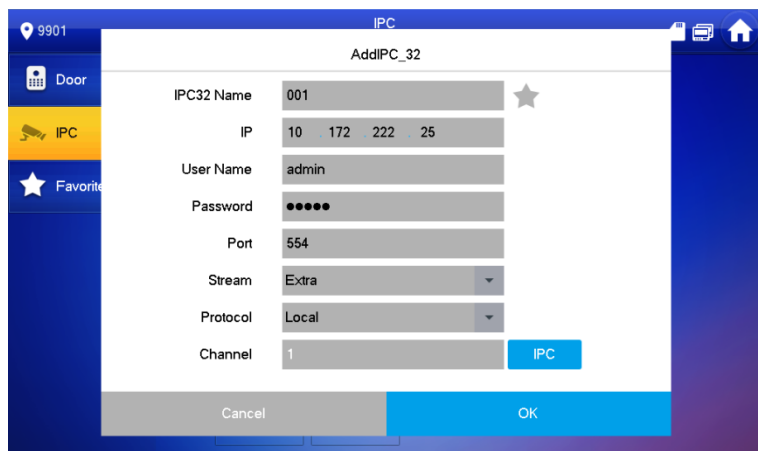 9901
IPC
Door
IPC
Favorite
AddIPC_32
IPC32 Name 001
IP 10 . 172 . 222 . 25
User Name admin
Password ●●●●●
Port 554
Stream Extra
Protocol Local
Channel 1 IPC
Cancel OK